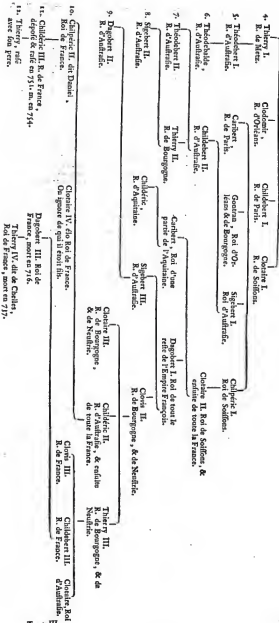 4. Thierry I.
R. de Metz.
Clodomir
R. d'Orléans.
Childebert I.
R. de Paris.
Clotaire I.
R. de Soissons.
5. Théodebert I.
R. d'Austrasie.
Caribert
R. de Paris.
Gontran Roi d'Or-
léans & de Bourgogne.
Sigebert I.
Roi d'Austrasie.
Chilpéric I.
Roi de Soissons.
6. Théodebalde
R. d'Austrasie.
Childebert II.
R. d'Austrasie.
Clotaire II. Roi de Soissons, &
ensuite de toute la France.
7. Théodebert II.
R. d'Austrasie.
Thierry II.
R. de Bourgogne.
Caribert, Roi d'une
partie de l'Aquitaine.
Dagobert I. Roi de tout le
reste de l'Empire François.
8. Sigebert II.
R. d'Austrasie.
Childéric,
R. d'Aquitaine.
Sigebert III.
R. d'Austrasie.
Clovis II.
R. de Bourgogne, & de Neustrie.
9. Dagobert II.
R. d'Austrasie.
Clotaire III.
R. de Bourgogne,
& de Neustrie.
Childéric II.
R. d'Austrasie, & ensuite
de toute la France.
Thierry III.
R. de Bourgogne, & de
Neustrie.
10. Chilpéric II. dit Daniel,
Roi de France.
Clotaire IV. élu Roi de France.
On ignore de qui il étoit fils.
Clovis III.
R. de France.
Childebert III.
R. de France.
Clotaire, Roi
d'Austrasie.
11. Childéric III. R. de France,
déposé & rasé en 751. m. en 754.
Dagobert III. Roi de
France, mort en 716.
12. Thierry, rasé
avec son pere.
Thierry IV. dit de Chelles,
Roi de France, mort en 737.